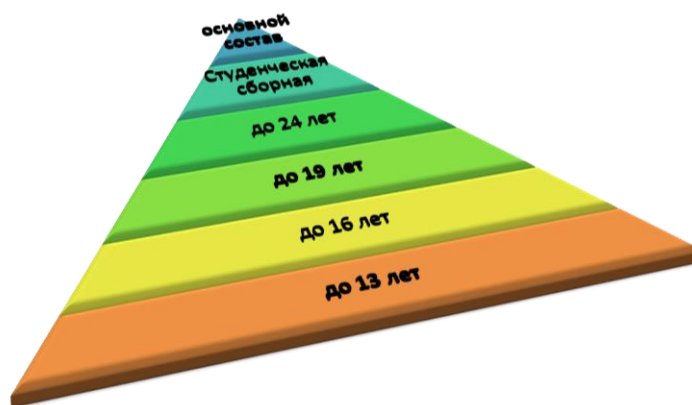 основной
состав
Студенческая
сборная
до 24 лет
до 19 лет
до 16 лет
до 13 лет